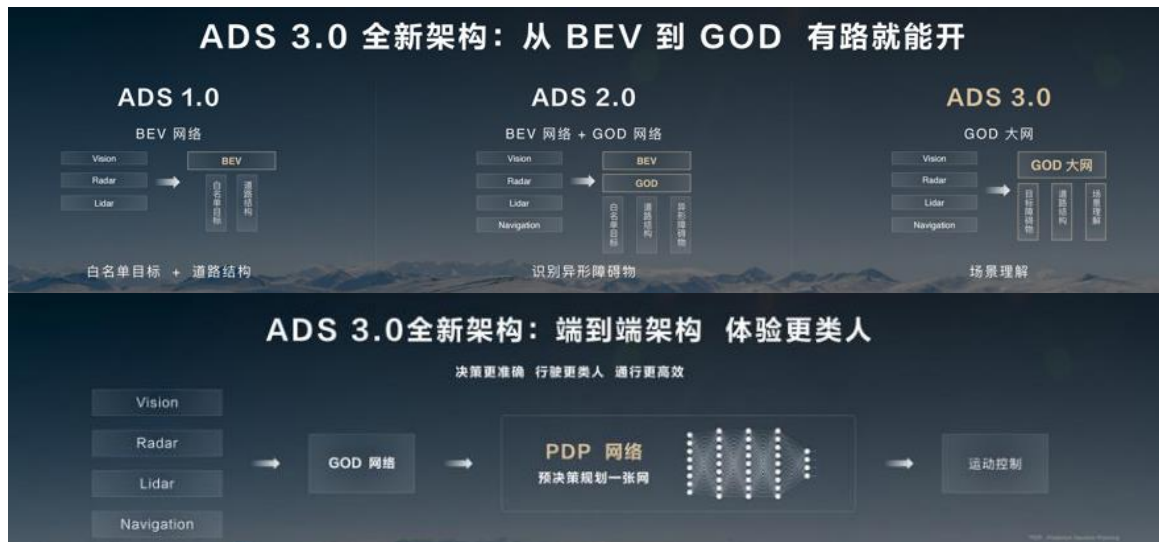 ADS 3.0 全新架构：从 BEV 到 GOD 有路就能开
ADS 1.0
BEV 网络
Vision
Radar
Lidar
BEV
白名单目标
道路结构
白名单目标 + 道路结构
ADS 2.0
BEV 网络 + GOD 网络
Vision
Radar
Lidar
Navigation
BEV
GOD
白名单目标
道路结构
异形障碍物
识别异形障碍物
ADS 3.0
GOD 大网
Vision
Radar
Lidar
Navigation
GOD 大网
目标障碍物
道路结构
场景理解
场景理解
ADS 3.0全新架构：端到端架构 体验更类人
决策更准确 行驶更类人 通行更高效
Vision
Radar
Lidar
Navigation
GOD 网络
PDP 网络
预决策规划一张网
运动控制